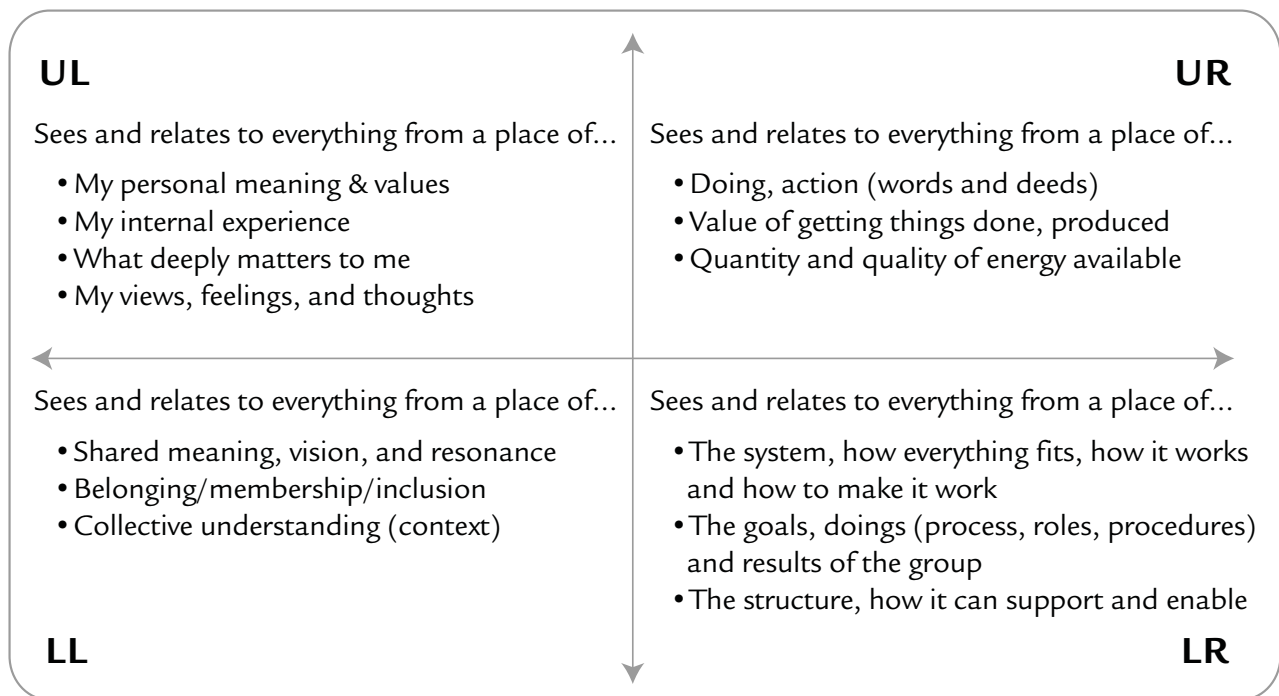 UL
Sees and relates to everything from a place of...
• My personal meaning & values
• My internal experience
• What deeply matters to me
• My views, feelings, and thoughts
UR
Sees and relates to everything from a place of...
• Doing, action (words and deeds)
• Value of getting things done, produced
• Quantity and quality of energy available
Sees and relates to everything from a place of...
• Shared meaning, vision, and resonance
• Belonging/membership/inclusion
• Collective understanding (context)
LL
Sees and relates to everything from a place of...
• The system, how everything fits, how it works
and how to make it work
• The goals, doings (process, roles, procedures)
and results of the group
• The structure, how it can support and enable
LR